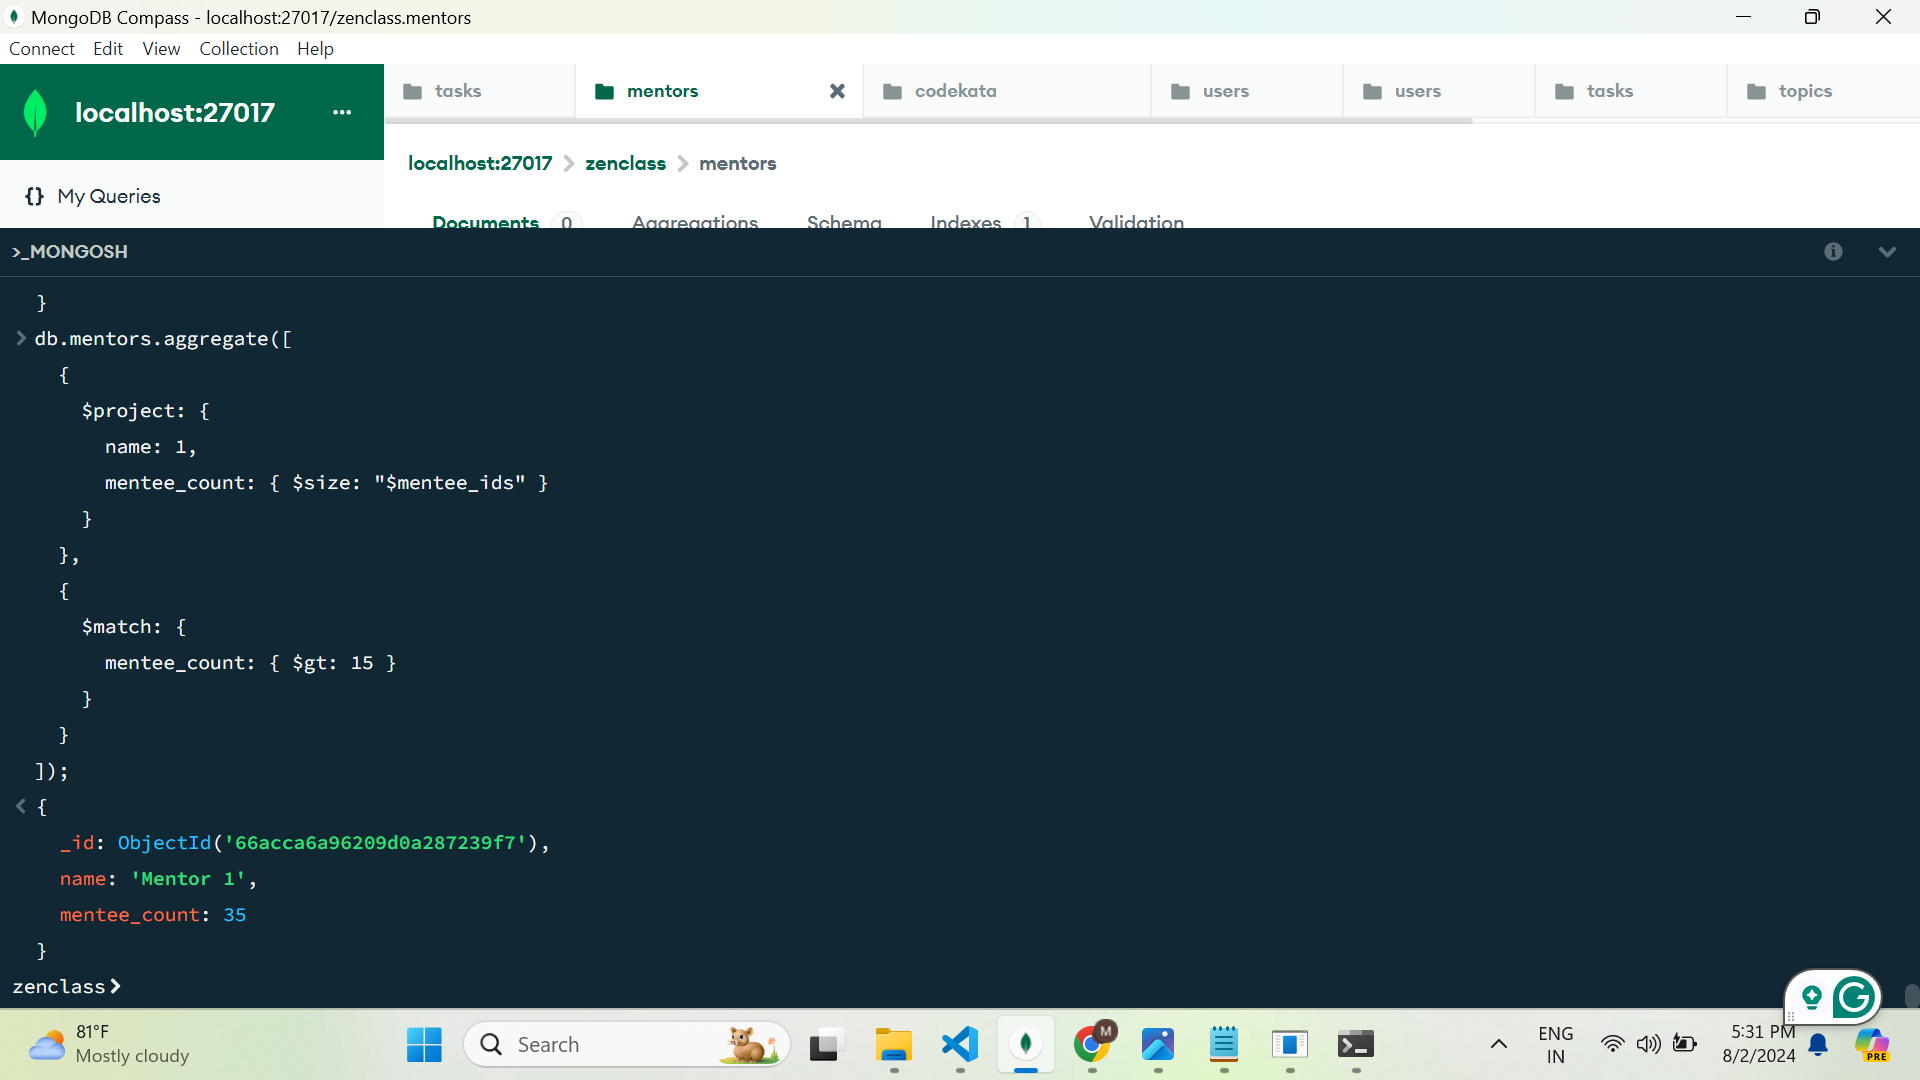 MongoDB Compass - localhost:27017/zenclass.mentors
Connect Edit View Collection Help
localhost:27017 ...
tasks mentors codekata users users tasks topics
localhost:27017 > zenclass > mentors
{} My Queries
Documents 0 Aggregations Schema Indexes 1 Validation
>_MONGOSH
}
> db.mentors.aggregate([
{
$project: {
name: 1,
mentee_count: { $size: "$mentee_ids" }
}
},
{
$match: {
mentee_count: { $gt: 15 }
}
}
]);
< {
_id: ObjectId('66acca6a96209d0a287239f7'),
name: 'Mentor 1',
mentee_count: 35
}
zenclass>
81°F
Mostly cloudy
Search
M
ENG
IN
5:31 PM
8/2/2024
PRE